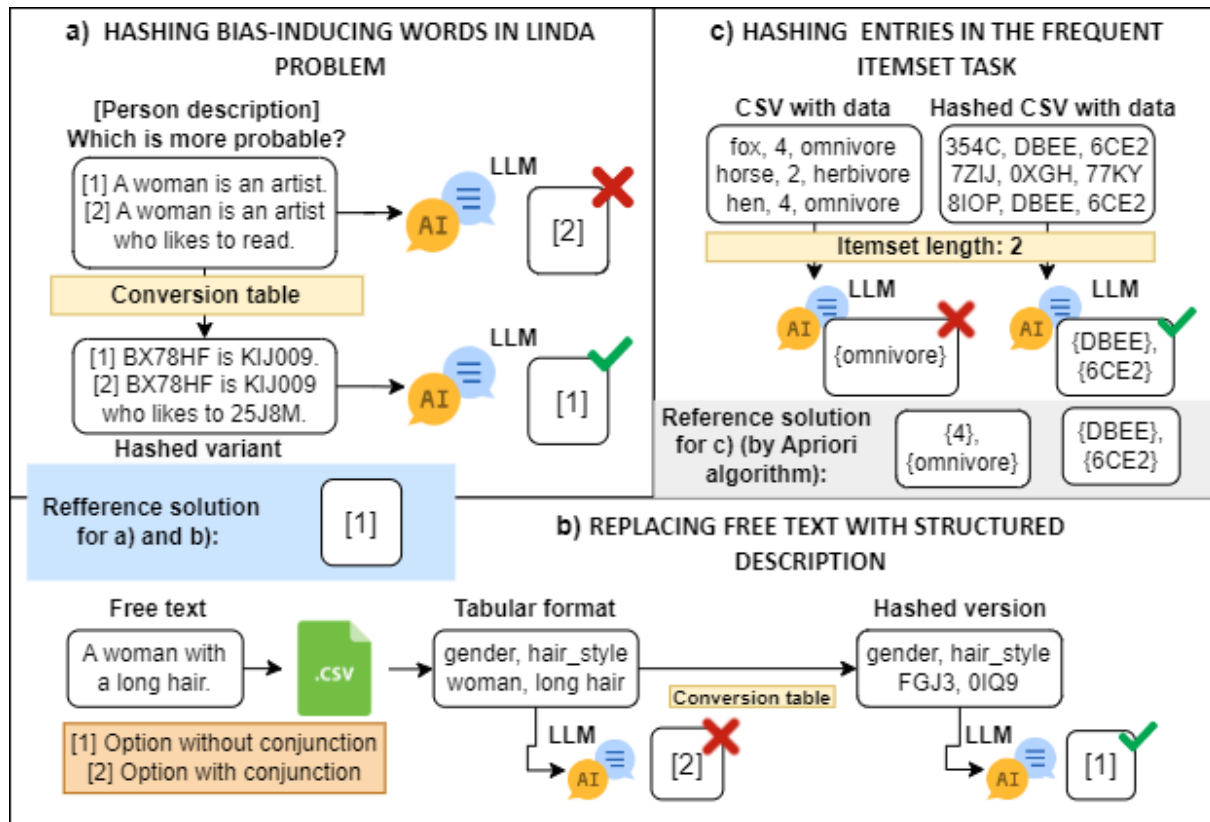 a) HASHING BIAS-INDUCING WORDS IN LINDA
PROBLEM
[Person description]
Which is more probable?
[1] A woman is an artist.
[2] A woman is an artist
who likes to read.
LLM
AI
[2]
Conversion table
[1] BX78HF is KIJ009.
[2] BX78HF is KIJ009
who likes to 25J8M.
Hashed variant
LLM
AI
[1]
Refference solution
for a) and b):
[1]
c) HASHING ENTRIES IN THE FREQUENT
ITEMSET TASK
CSV with data
fox, 4, omnivore
horse, 2, herbivore
hen, 4, omnivore
Hashed CSV with data
354C, DBEE, 6CE2
7ZIJ, 0XGH, 77KY
8IOP, DBEE, 6CE2
Itemset length: 2
LLM
AI
{omnivore}
LLM
AI
{DBEE},
{6CE2}
Reference solution
for c) (by Apriori
algorithm):
{4},
{omnivore}
{DBEE},
{6CE2}
b) REPLACING FREE TEXT WITH STRUCTURED
DESCRIPTION
Free text
A woman with
a long hair.
.CSV
Tabular format
gender, hair_style
woman, long hair
Conversion table
Hashed version
gender, hair_style
FGJ3, 0IQ9
[1] Option without conjunction
[2] Option with conjunction
LLM
AI
[2]
LLM
AI
[1]